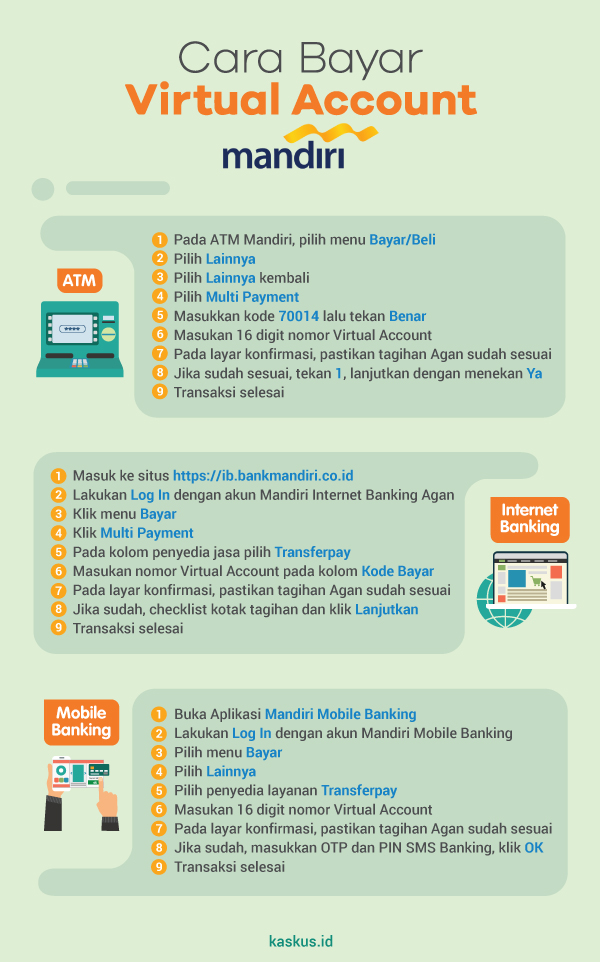 Cara Bayar
Virtual Account
mandırı
ATM
1 Pada ATM Mandiri, pilih menu Bayar/Beli
2 Pilih Lainnya
3 Pilih Lainnya kembali
4 Pilih Multi Payment
5 Masukkan kode 70014 lalu tekan Benar
6 Masukan 16 digit nomor Virtual Account
7 Pada layar konfirmasi, pastikan tagihan Agan sudah sesuai
8 Jika sudah sesuai, tekan 1, lanjutkan dengan menekan Ya
9 Transaksi selesai
1 Masuk ke situs https://ib.bankmandiri.co.id
2 Lakukan Log In dengan akun Mandiri Internet Banking Agan
3 Klik menu Bayar
4 Klik Multi Payment
5 Pada kolom penyedia jasa pilih Transferpay
6 Masukan nomor Virtual Account pada kolom Kode Bayar
7 Pada layar konfirmasi, pastikan tagihan Agan sudah sesuai
8 Jika sudah, checklist kotak tagihan dan klik Lanjutkan
9 Transaksi selesai
Internet
Banking
Mobile
Banking
1 Buka Aplikasi Mandiri Mobile Banking
2 Lakukan Log In dengan akun Mandiri Mobile Banking
3 Pilih menu Bayar
4 Pilih Lainnya
5 Pilih penyedia layanan Transferpay
6 Masukan 16 digit nomor Virtual Account
7 Pada layar konfirmasi, pastikan tagihan Agan sudah sesuai
8 Jika sudah, masukkan OTP dan PIN SMS Banking, klik OK
9 Transaksi selesai
kaskus.id